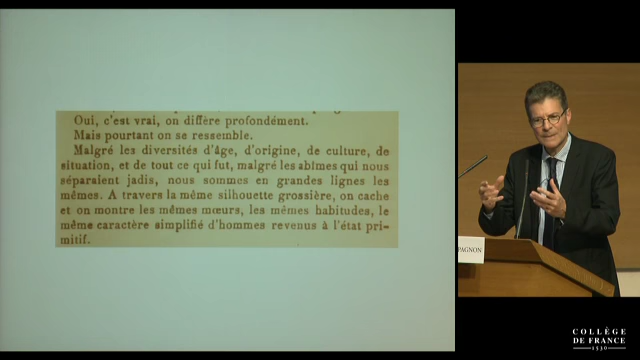 Oui, c'est vrai, on diffère profondément.
Mais pourtant on se ressemble.
Malgré les diversités d'âge, d'origine, de culture, de
situation, et de tout ce qui fut, malgré les abîmes qui nous
séparaient jadis, nous sommes en grandes lignes les
mêmes. A travers la même silhouette grossière, on cache
et on montre les mêmes mœurs, les mêmes habitudes, le
même caractère simplifié d'hommes revenus à l'état pri-
mitif.
PAGNON
COLLÈGE
DE FRANCE
1530